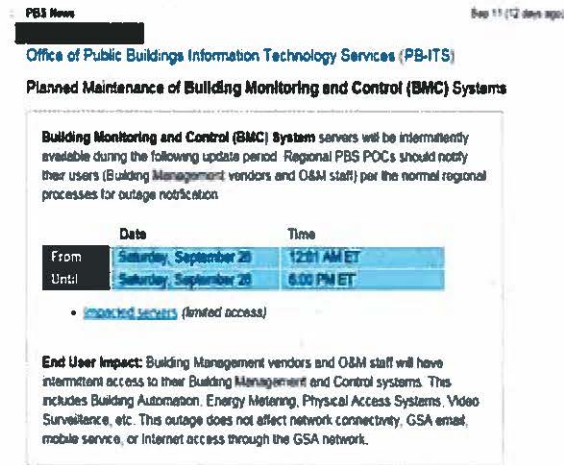 PBS News
Sep 11 (12 days ago)
Office of Public Buildings Information Technology Services (PB-ITS)
Planned Maintenance of Building Monitoring and Control (BMC) Systems
Building Monitoring and Control (BMC) System servers will be intermittently
available during the following update period. Regional PBS POCs should notify
their users (Building Management vendors and O&M staff) per the normal regional
processes for outage notification
Date Time
From Saturday, September 28 12:01 AM ET
Until Saturday, September 28 6:00 PM ET
• impacted servers (limited access)
End User Impact: Building Management vendors and O&M staff will have
intermittent access to their Building Management and Control systems. This
includes Building Automation, Energy Metering, Physical Access Systems, Video
Surveillance, etc. This outage does not affect network connectivity, GSA email,
mobile service, or Internet access through the GSA network.